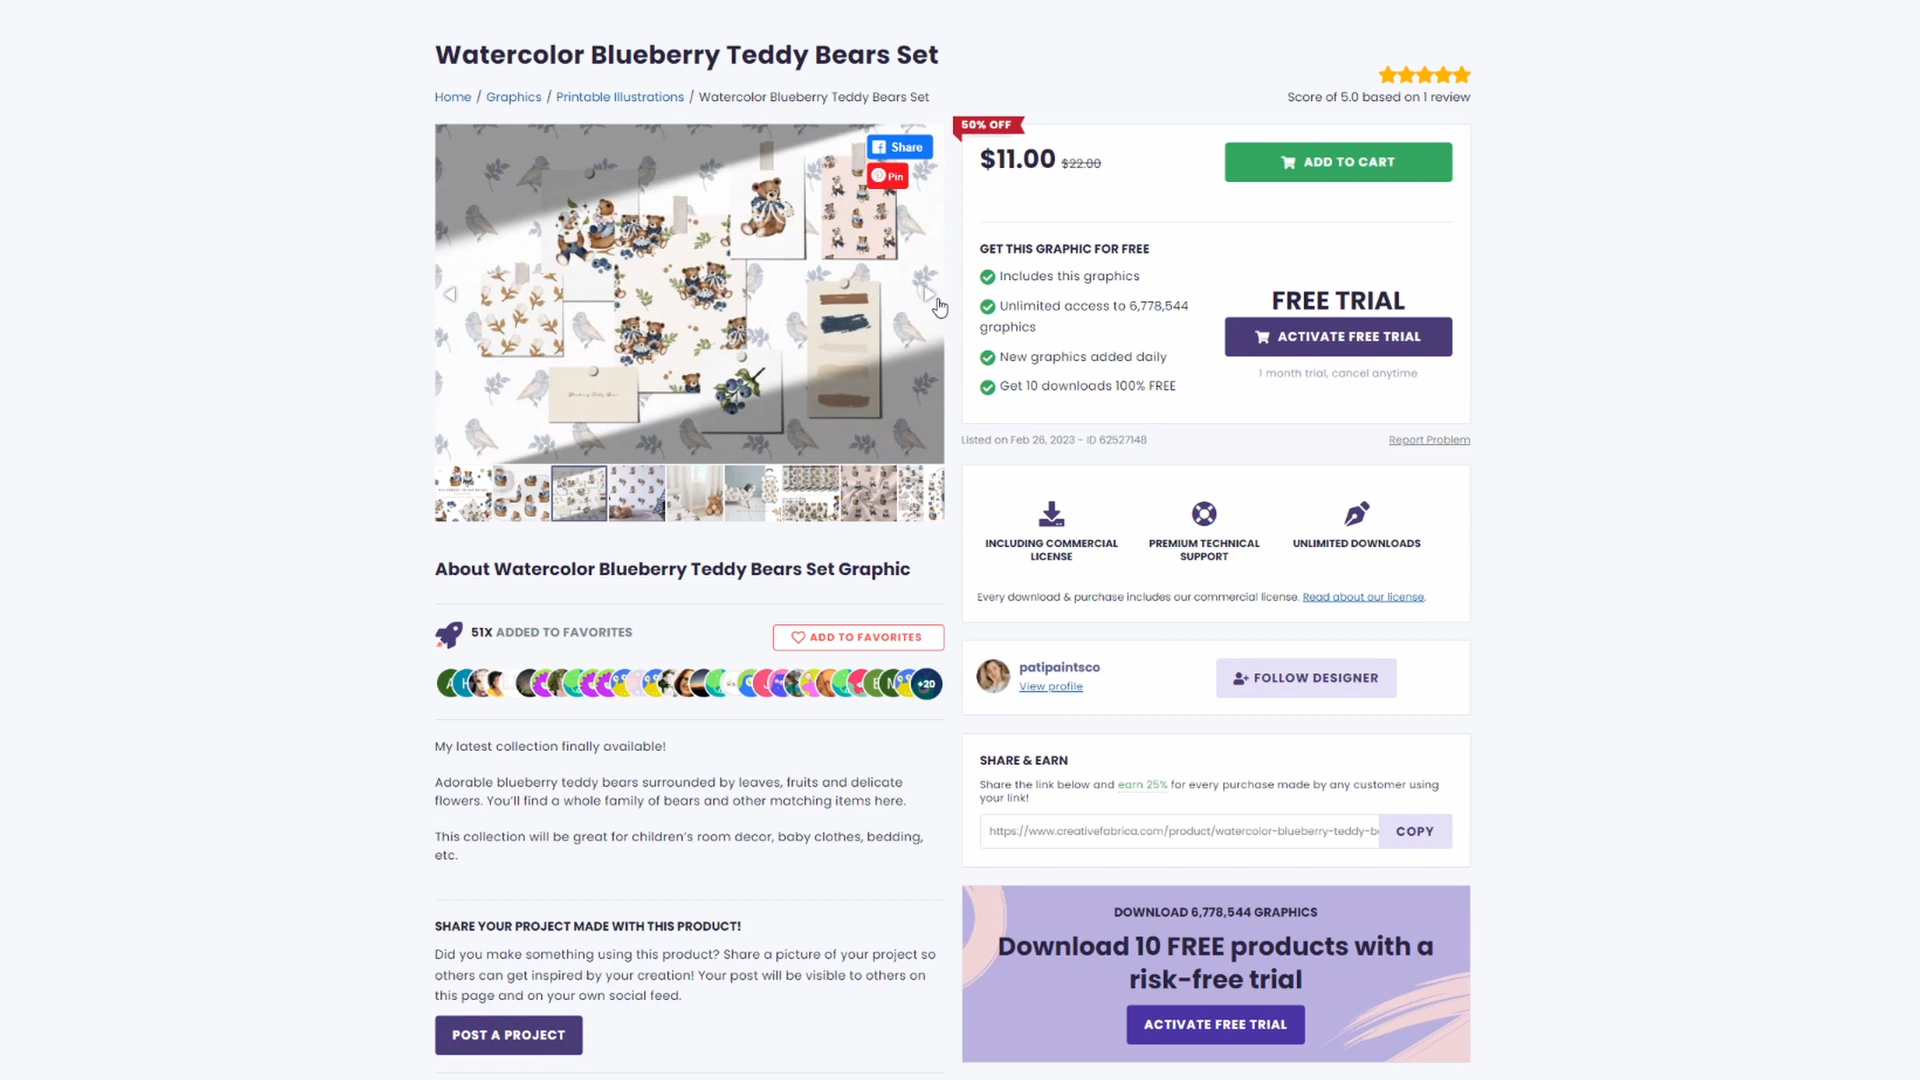 Watercolor Blueberry Teddy Bears Set
Home / Graphics / Printable Illustrations / Watercolor Blueberry Teddy Bears Set
Score of 5.0 based on 1 review
Share
Pin
50% OFF
$11.00 $22.00
ADD TO CART
GET THIS GRAPHIC FOR FREE
Includes this graphics
Unlimited access to 6,778,544
graphics
New graphics added daily
Get 10 downloads 100% FREE
FREE TRIAL
ACTIVATE FREE TRIAL
1 month trial, cancel anytime
Listed on Feb 26, 2023 - ID 62527148
Report Problem
INCLUDING COMMERCIAL
LICENSE
PREMIUM TECHNICAL
SUPPORT
UNLIMITED DOWNLOADS
Every download & purchase includes our commercial license. Read about our license.
About Watercolor Blueberry Teddy Bears Set Graphic
51X ADDED TO FAVORITES
ADD TO FAVORITES
+20
patipaintsco
View profile
FOLLOW DESIGNER
My latest collection finally available!
Adorable blueberry teddy bears surrounded by leaves, fruits and delicate
flowers. You'll find a whole family of bears and other matching items here.
This collection will be great for children's room decor, baby clothes, bedding,
etc.
SHARE & EARN
Share the link below and earn 25% for every purchase made by any customer using
your link!
https://www.creativefabrica.com/product/watercolor-blueberry-teddy-b
COPY
SHARE YOUR PROJECT MADE WITH THIS PRODUCT!
Did you make something using this product? Share a picture of your project so
others can get inspired by your creation! Your post will be visible to others on
this page and on your own social feed.
POST A PROJECT
DOWNLOAD 6,778,544 GRAPHICS
Download 10 FREE products with a
risk-free trial
ACTIVATE FREE TRIAL